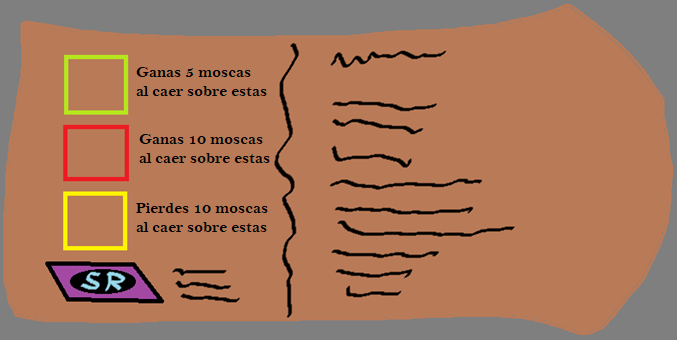 Ganas 5 moscas
al caer sobre estas
Ganas 10 moscas
al caer sobre estas
Pierdes 10 moscas
al caer sobre estas
SR